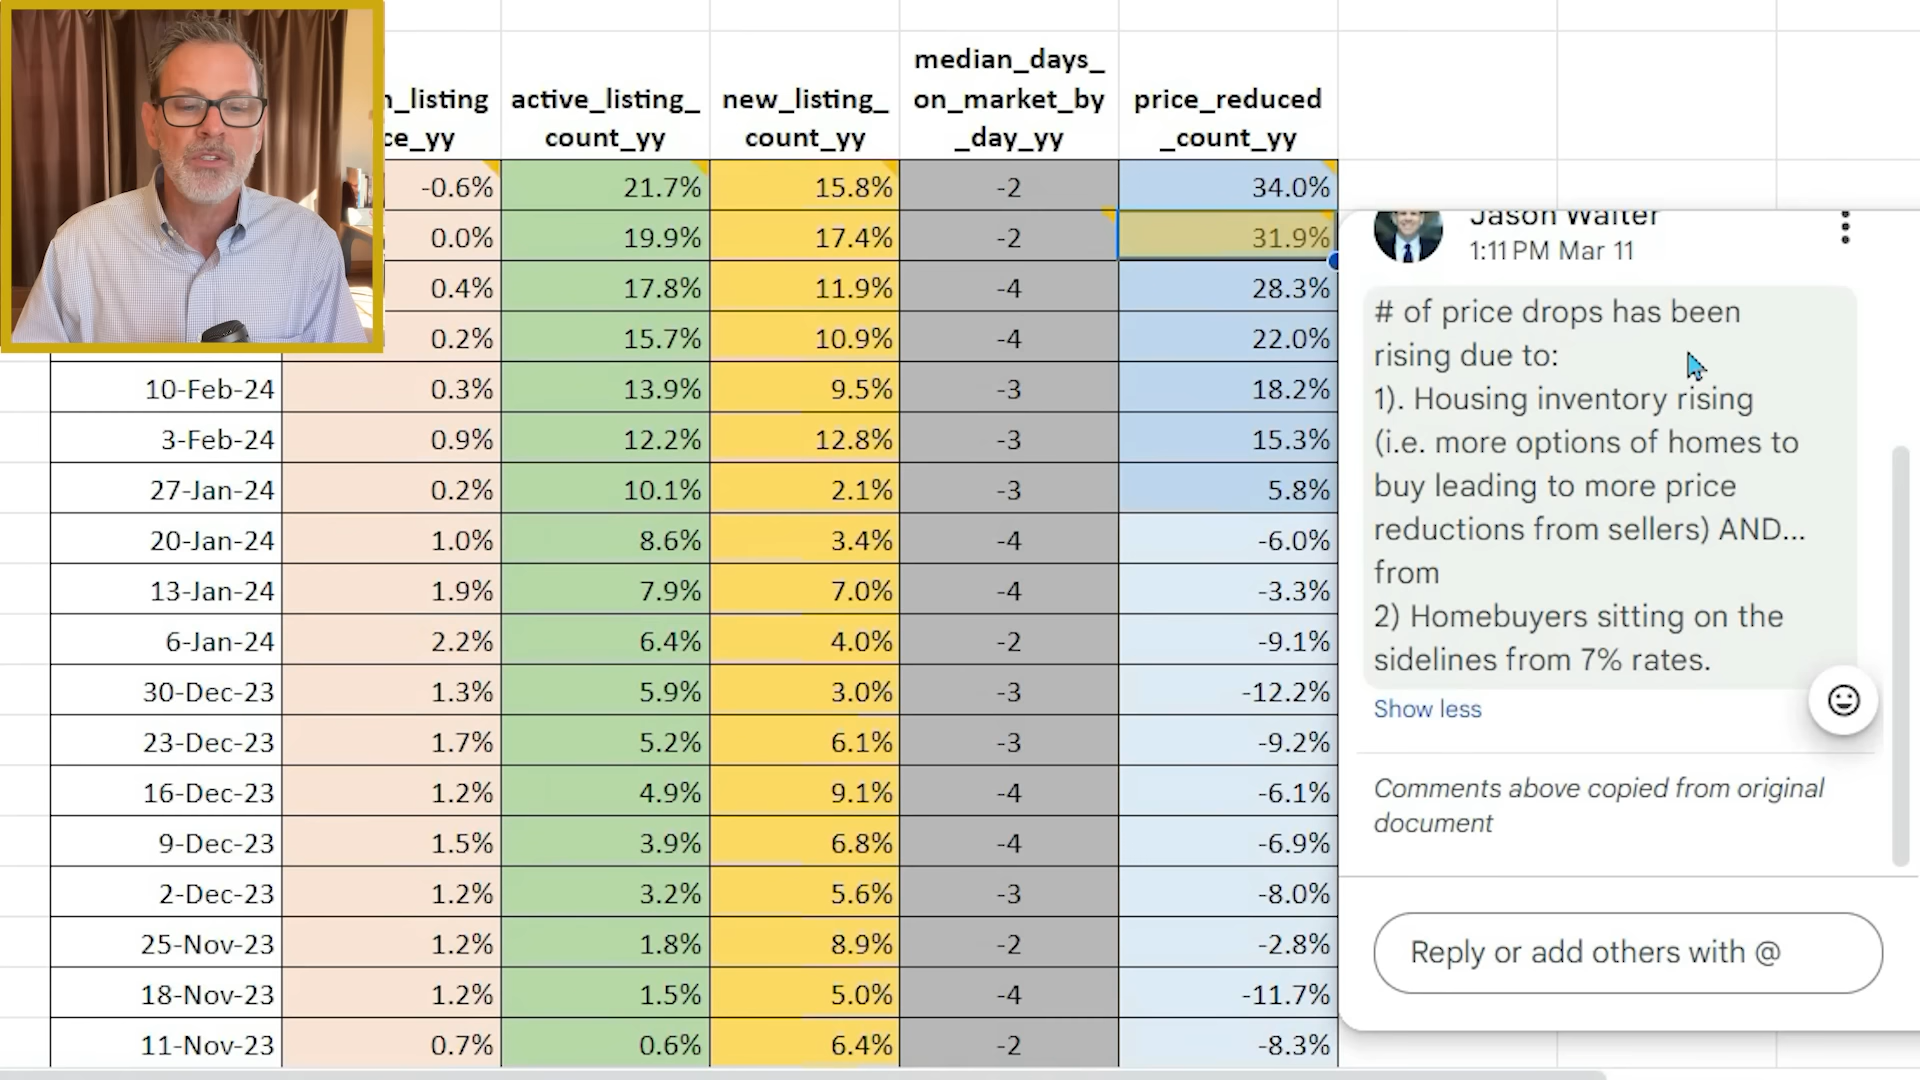 n_listing
ce_yy
active_listing_
count_yy
new_listing_
count_yy
median_days_
on_market_by
_day_yy
price_reduced
_count_yy
-0.6% 21.7% 15.8% -2 34.0%
0.0% 19.9% 17.4% -2 31.9%
0.4% 17.8% 11.9% -4 28.3%
0.2% 15.7% 10.9% -4 22.0%
10-Feb-24 0.3% 13.9% 9.5% -3 18.2%
3-Feb-24 0.9% 12.2% 12.8% -3 15.3%
27-Jan-24 0.2% 10.1% 2.1% -3 5.8%
20-Jan-24 1.0% 8.6% 3.4% -4 -6.0%
13-Jan-24 1.9% 7.9% 7.0% -4 -3.3%
6-Jan-24 2.2% 6.4% 4.0% -2 -9.1%
30-Dec-23 1.3% 5.9% 3.0% -3 -12.2%
23-Dec-23 1.7% 5.2% 6.1% -3 -9.2%
16-Dec-23 1.2% 4.9% 9.1% -4 -6.1%
9-Dec-23 1.5% 3.9% 6.8% -4 -6.9%
2-Dec-23 1.2% 3.2% 5.6% -3 -8.0%
25-Nov-23 1.2% 1.8% 8.9% -2 -2.8%
18-Nov-23 1.2% 1.5% 5.0% -4 -11.7%
11-Nov-23 0.7% 0.6% 6.4% -2 -8.3%
Jason Walter
1:11 PM Mar 11
# of price drops has been
rising due to:
1). Housing inventory rising
(i.e. more options of homes to
buy leading to more price
reductions from sellers) AND...
from
2) Homebuyers sitting on the
sidelines from 7% rates.
Show less
Comments above copied from original
document
Reply or add others with @